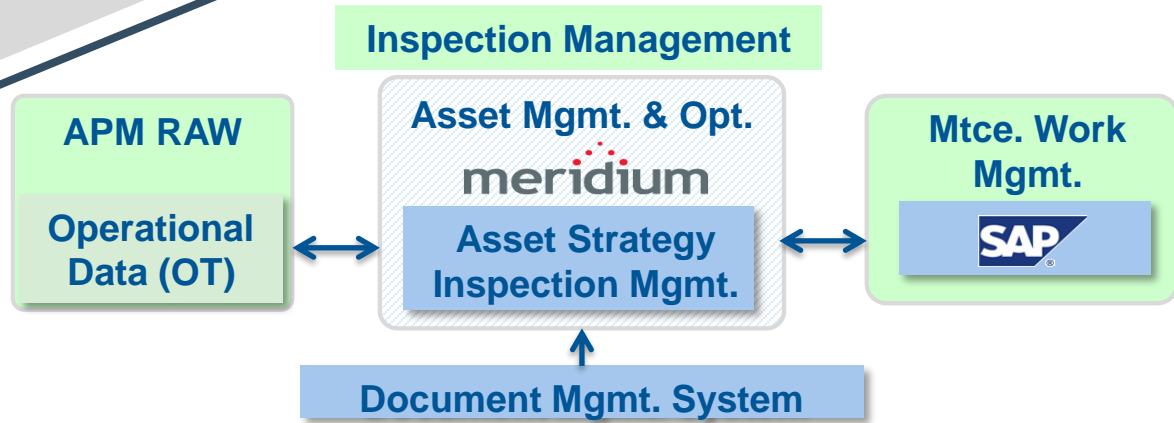 Inspection Management
APM RAW
Operational
Data (OT)
Asset Mgmt. & Opt.
meridium
Asset Strategy
Inspection Mgmt.
Mtce. Work
Mgmt.
SAP
®
Document Mgmt. System